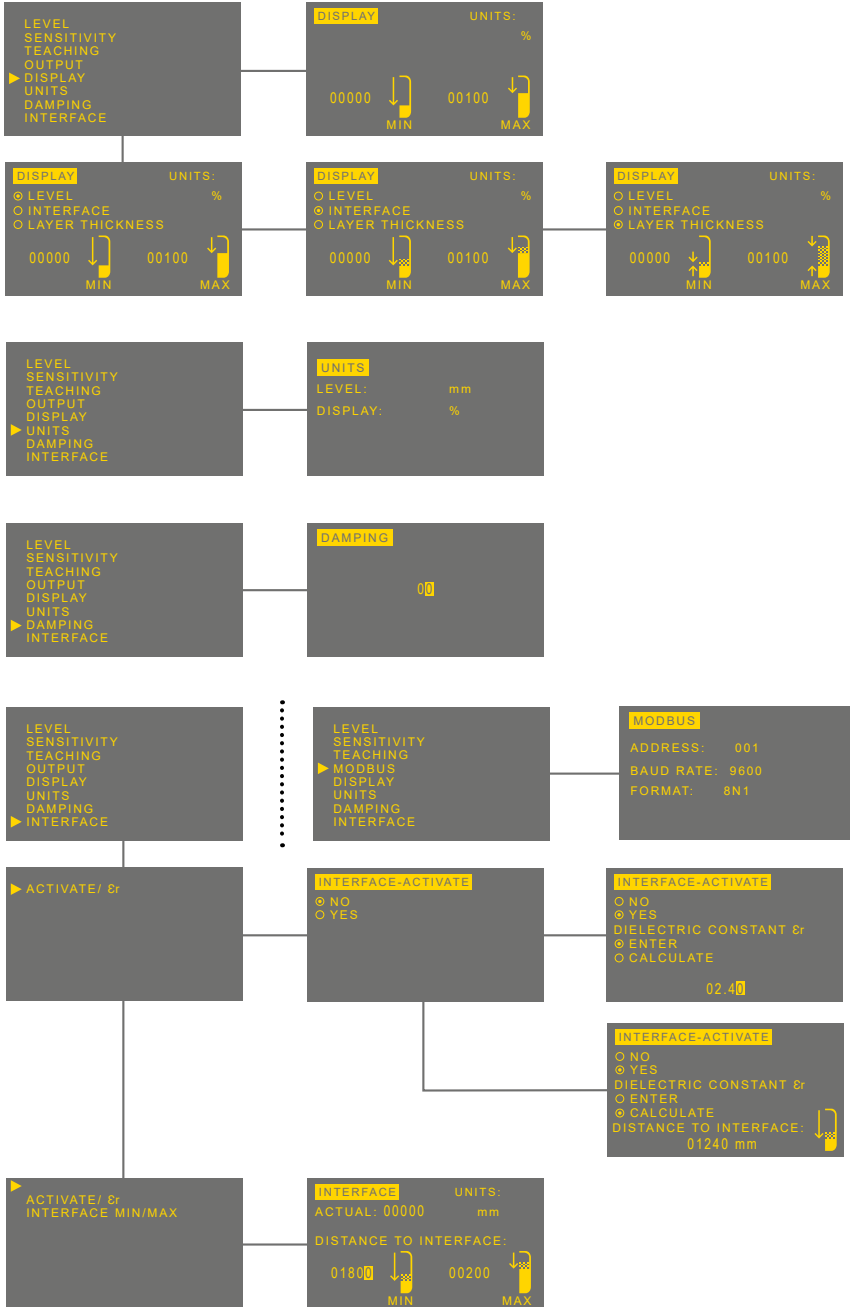 LEVEL
SENSITIVITY
TEACHING
OUTPUT
DISPLAY
UNITS
DAMPING
INTERFACE
DISPLAY UNITS:
%
00000 00100
MIN MAX
DISPLAY UNITS:
LEVEL %
INTERFACE
LAYER THICKNESS
00000 00100
MIN MAX
DISPLAY UNITS:
LEVEL %
INTERFACE
LAYER THICKNESS
00000 00100
MIN MAX
DISPLAY UNITS:
LEVEL %
INTERFACE
LAYER THICKNESS
00000 00100
MIN MAX
LEVEL
SENSITIVITY
TEACHING
OUTPUT
DISPLAY
UNITS
DAMPING
INTERFACE
UNITS
LEVEL: mm
DISPLAY: %
LEVEL
SENSITIVITY
TEACHING
OUTPUT
DISPLAY
UNITS
DAMPING
INTERFACE
DAMPING
00
LEVEL
SENSITIVITY
TEACHING
OUTPUT
DISPLAY
UNITS
DAMPING
INTERFACE
LEVEL
SENSITIVITY
TEACHING
MODBUS
DISPLAY
UNITS
DAMPING
INTERFACE
MODBUS
ADDRESS: 001
BAUD RATE: 9600
FORMAT: 8N1
ACTIVATE/ Ɛr
INTERFACE-ACTIVATE
NO
YES
INTERFACE-ACTIVATE
NO
YES
DIELECTRIC CONSTANT Ɛr
ENTER
CALCULATE
02.40
INTERFACE-ACTIVATE
NO
YES
DIELECTRIC CONSTANT Ɛr
ENTER
CALCULATE
DISTANCE TO INTERFACE:
01240 mm
ACTIVATE/ Ɛr
INTERFACE MIN/MAX
INTERFACE UNITS:
ACTUAL: 00000 mm
DISTANCE TO INTERFACE:
01800 00200
MIN MAX